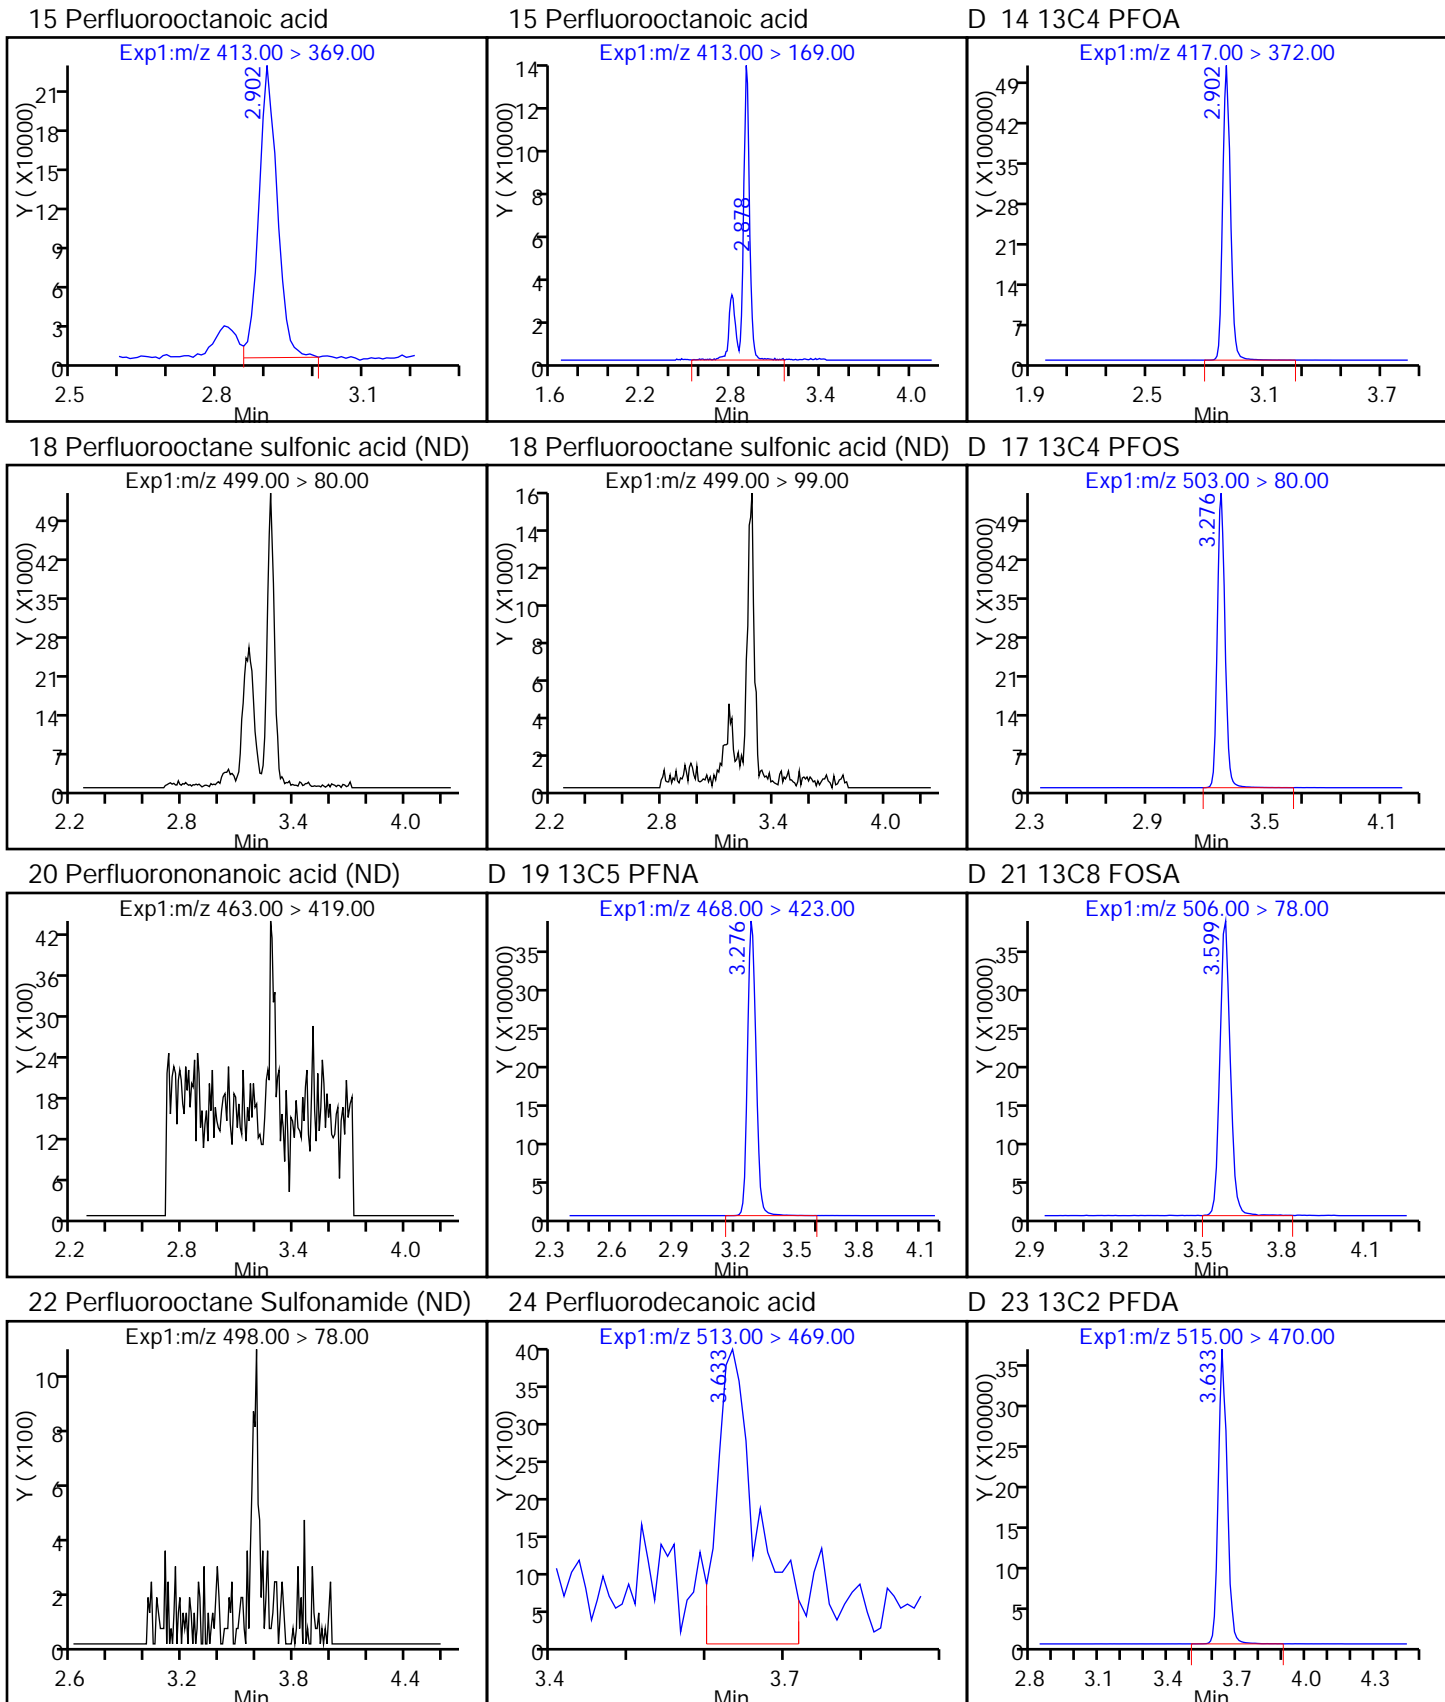 15 Perfluorooctanoic acid
Exp1:m/z 413.00 > 369.00
2.902
Y ( X10000)
21
18
15
12
9
6
3
0
2.5 2.8 3.1
Min
15 Perfluorooctanoic acid
Exp1:m/z 413.00 > 169.00
2.878
Y ( X10000)
14
12
10
8
6
4
2
0
1.6 2.2 2.8 3.4 4.0
Min
D 14 13C4 PFOA
Exp1:m/z 417.00 > 372.00
2.902
Y ( X100000)
49
42
35
28
21
14
7
0
1.9 2.5 3.1 3.7
Min
18 Perfluorooctane sulfonic acid (ND)
Exp1:m/z 499.00 > 80.00
Y ( X1000)
49
42
35
28
21
14
7
0
2.2 2.8 3.4 4.0
Min
18 Perfluorooctane sulfonic acid (ND)
Exp1:m/z 499.00 > 99.00
Y ( X1000)
16
14
12
10
8
6
4
2
0
2.2 2.8 3.4 4.0
Min
D 17 13C4 PFOS
Exp1:m/z 503.00 > 80.00
3.276
Y ( X100000)
49
42
35
28
21
14
7
0
2.3 2.9 3.5 4.1
Min
20 Perfluorononanoic acid (ND)
Exp1:m/z 463.00 > 419.00
Y ( X100)
42
36
30
24
18
12
6
0
2.2 2.8 3.4 4.0
Min
D 19 13C5 PFNA
Exp1:m/z 468.00 > 423.00
3.276
Y ( X100000)
35
30
25
20
15
10
5
0
2.3 2.6 2.9 3.2 3.5 3.8 4.1
Min
D 21 13C8 FOSA
Exp1:m/z 506.00 > 78.00
3.599
Y ( X10000)
35
30
25
20
15
10
5
0
2.9 3.2 3.5 3.8 4.1
Min
22 Perfluorooctane Sulfonamide (ND)
Exp1:m/z 498.00 > 78.00
Y ( X100)
10
8
6
4
2
0
2.6 3.2 3.8 4.4
Min
24 Perfluorodecanoic acid
Exp1:m/z 513.00 > 469.00
3.633
Y ( X100)
40
35
30
25
20
15
10
5
0
3.4 3.7
Min
D 23 13C2 PFDA
Exp1:m/z 515.00 > 470.00
3.633
Y ( X100000)
35
30
25
20
15
10
5
0
2.8 3.1 3.4 3.7 4.0 4.3
Min